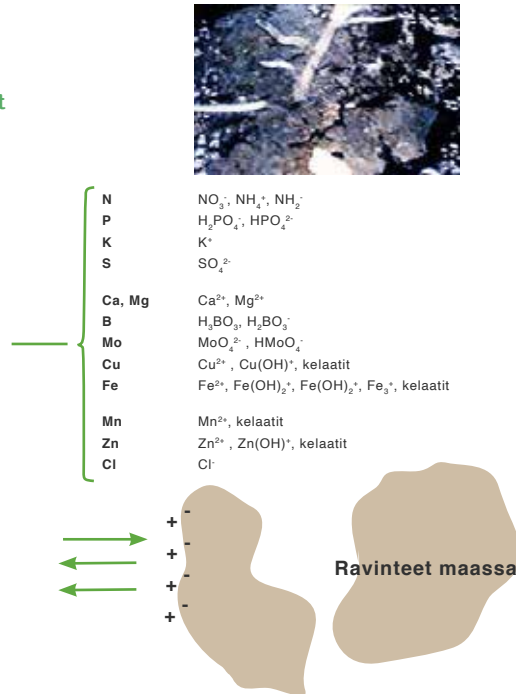 t
N NO₃⁻, NH₄⁺, NH₂⁻
P H₂PO₄⁻, HPO₄²⁻
K K⁺
S SO₄²⁻
Ca, Mg Ca²⁺, Mg²⁺
B H₃BO₃, H₂BO₃⁻
Mo MoO₄²⁻ , HMoO₄⁻
Cu Cu²⁺ , Cu(OH)⁺, kelaatit
Fe Fe²⁺, Fe(OH)₂⁺, Fe(OH)₂⁺, Fe₃⁺, kelaatit
Mn Mn²⁺, kelaatit
Zn Zn²⁺ , Zn(OH)⁺, kelaatit
Cl Cl⁻
+ -
+ -
+ -
+ -
Ravinteet maassa